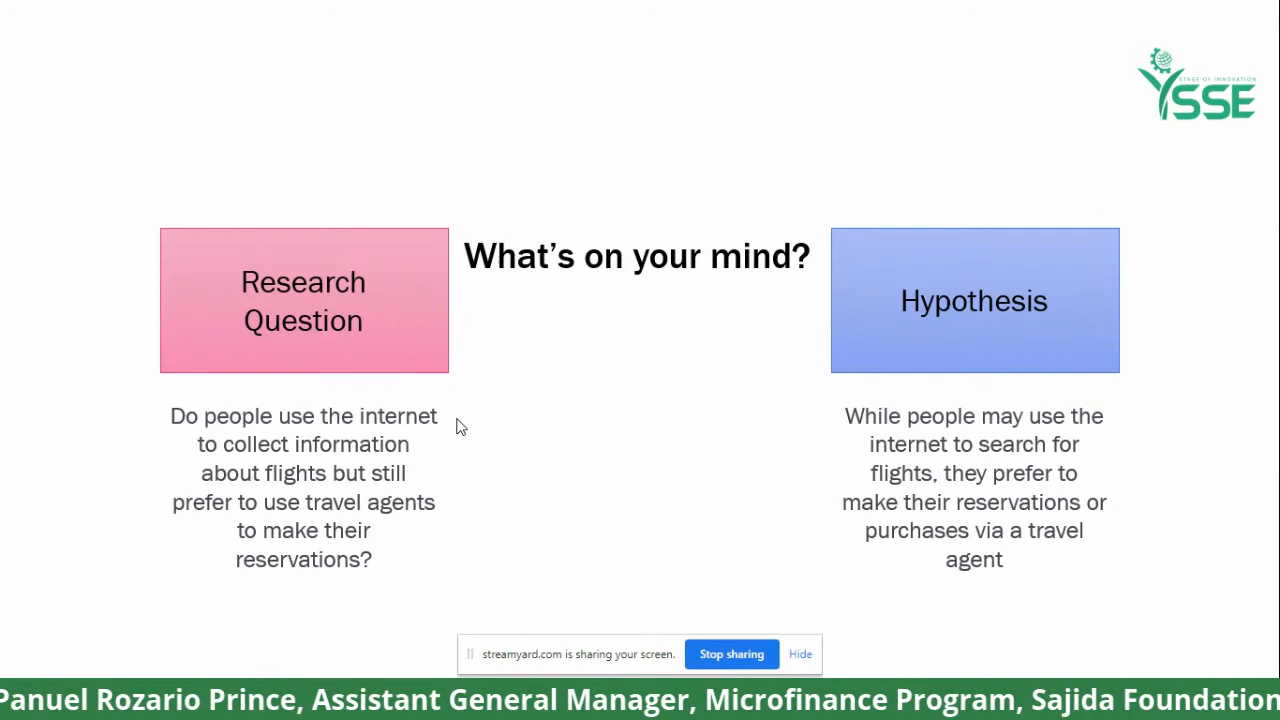 STAGE OF INNOVATION
YSSE
What's on your mind?
Research
Question
Do people use the internet
to collect information
about flights but still
prefer to use travel agents
to make their
reservations?
Hypothesis
While people may use the
internet to search for
flights, they prefer to
make their reservations or
purchases via a travel
agent
streamyard.com is sharing your screen. Stop sharing Hide
Panuel Rozario Prince, Assistant General Manager, Microfinance Program, Sajida Foundation